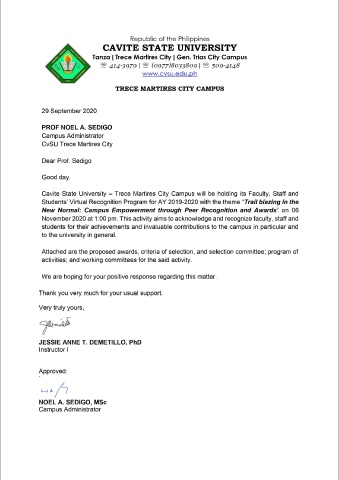 Republic of the Philippines
CAVITE STATE UNIVERSITY
Tanza | Trece Martires City | Gen. Trias City Campus
☏ 414-3979 | ☏ (0977)8033809 | ☏ 509-4148
www.cvsu.edu.ph
TRECE MARTIRES CITY CAMPUS
29 September 2020
PROF NOEL A. SEDIGO
Campus Administrator
CvSU Trece Martires City
Dear Prof. Sedigo
Good day.
Cavite State University – Trece Martires City Campus will be holding its Faculty, Staff and
Students' Virtual Recognition Program for AY 2019-2020 with the theme "Trail blazing in the
New Normal: Campus Empowerment through Peer Recognition and Awards" on 06
November 2020 at 1:00 pm. This activity aims to acknowledge and recognize faculty, staff and
students for their achievements and invaluable contributions to the campus in particular and
to the university in general.
Attached are the proposed awards, criteria of selection, and selection committee; program of
activities; and working committees for the said activity.
We are hoping for your positive response regarding this matter.
Thank you very much for your usual support.
Very truly yours,
JESSIE ANNE T. DEMETILLO, PhD
Instructor I
Approved:
NOEL A. SEDIGO, MSc
Campus Administrator